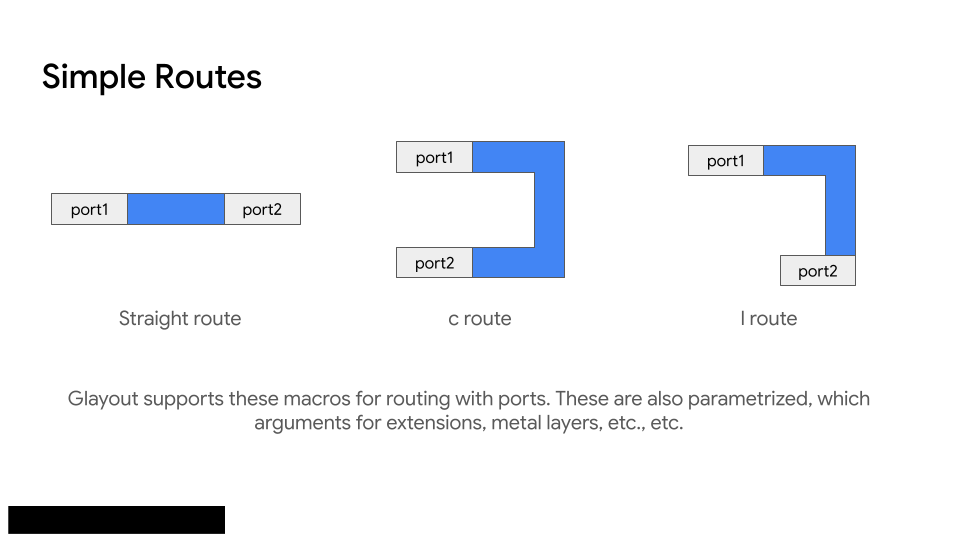 Simple Routes
port1
port2
port1
port2
port1
port2
Straight route
c route
l route
Glayout supports these macros for routing with ports. These are also parametrized, which
arguments for extensions, metal layers, etc., etc.